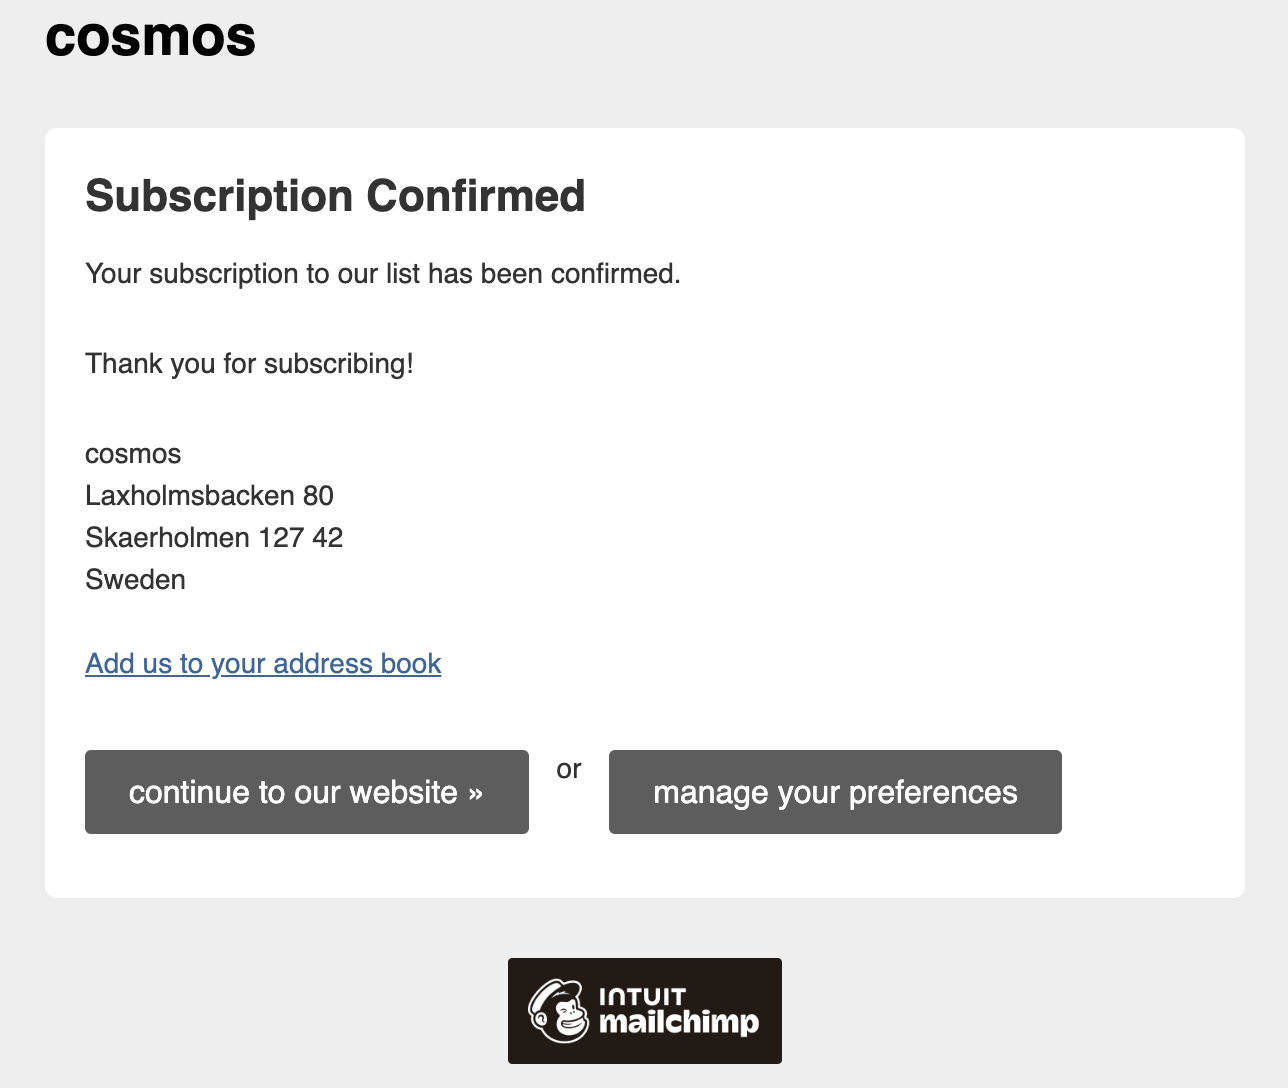 cosmos
Subscription Confirmed
Your subscription to our list has been confirmed.
Thank you for subscribing!
cosmos
Laxholmsbacken 80
Skaerholmen 127 42
Sweden
Add us to your address book
continue to our website »
or
manage your preferences
INTUIT
mailchimp